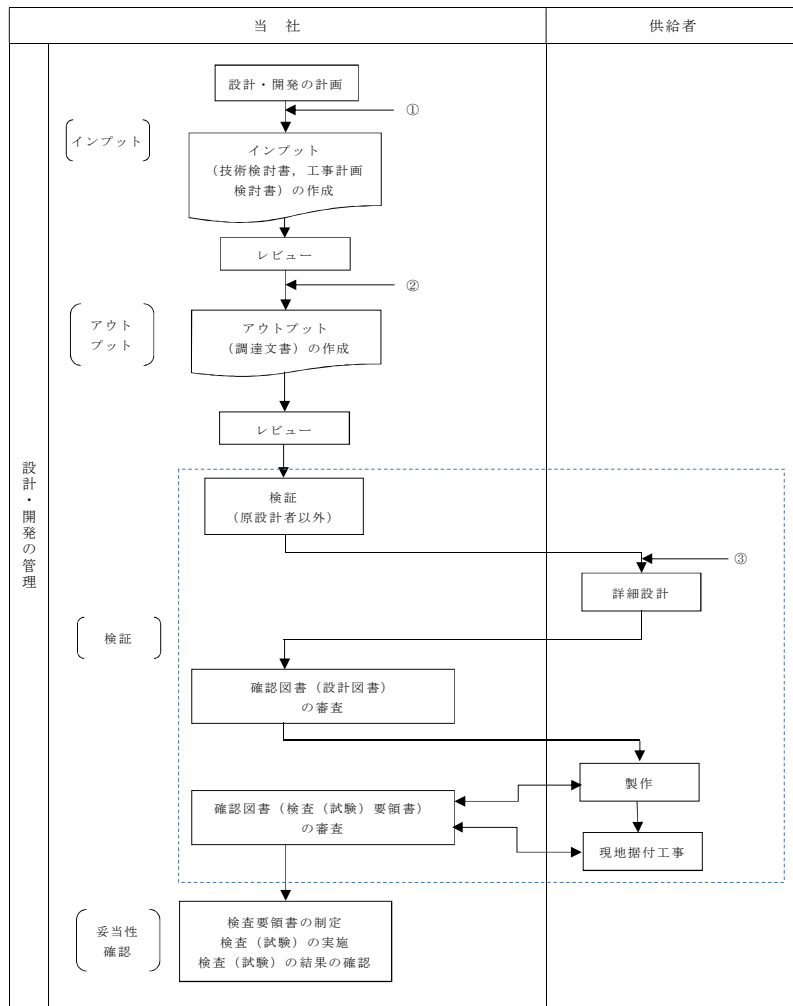 当 社
供給者
設計・開発の管理
設計・開発の計画
①
インプット
インプット
（技術検討書，工事計画
検討書）の作成
レビュー
②
アウト
プット
アウトプット
（調達文書）の作成
レビュー
検証
（原設計者以外）
③
詳細設計
検証
確認図書（設計図書）
の審査
製作
確認図書（検査（試験）要領書）
の審査
現地据付工事
妥当性
確認
検査要領書の制定
検査（試験）の実施
検査（試験）の結果の確認